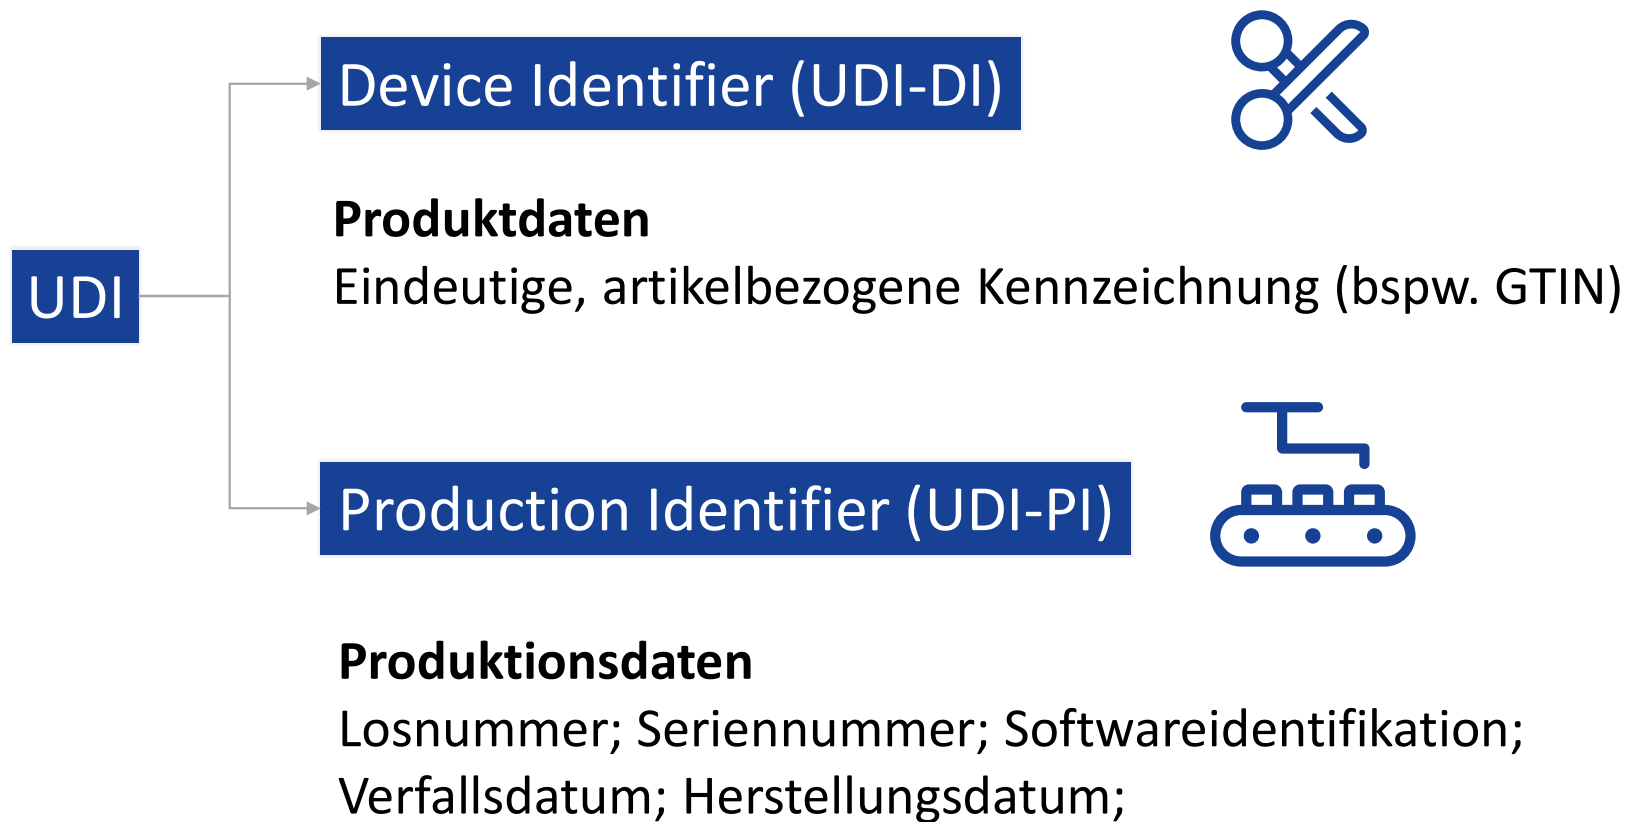 Device Identifier (UDI-DI)
Produktdaten
Eindeutige, artikelbezogene Kennzeichnung (bspw. GTIN)
UDI
Production Identifier (UDI-PI)
Produktionsdaten
Losnummer; Seriennummer; Softwareidentifikation;
Verfallsdatum; Herstellungsdatum;